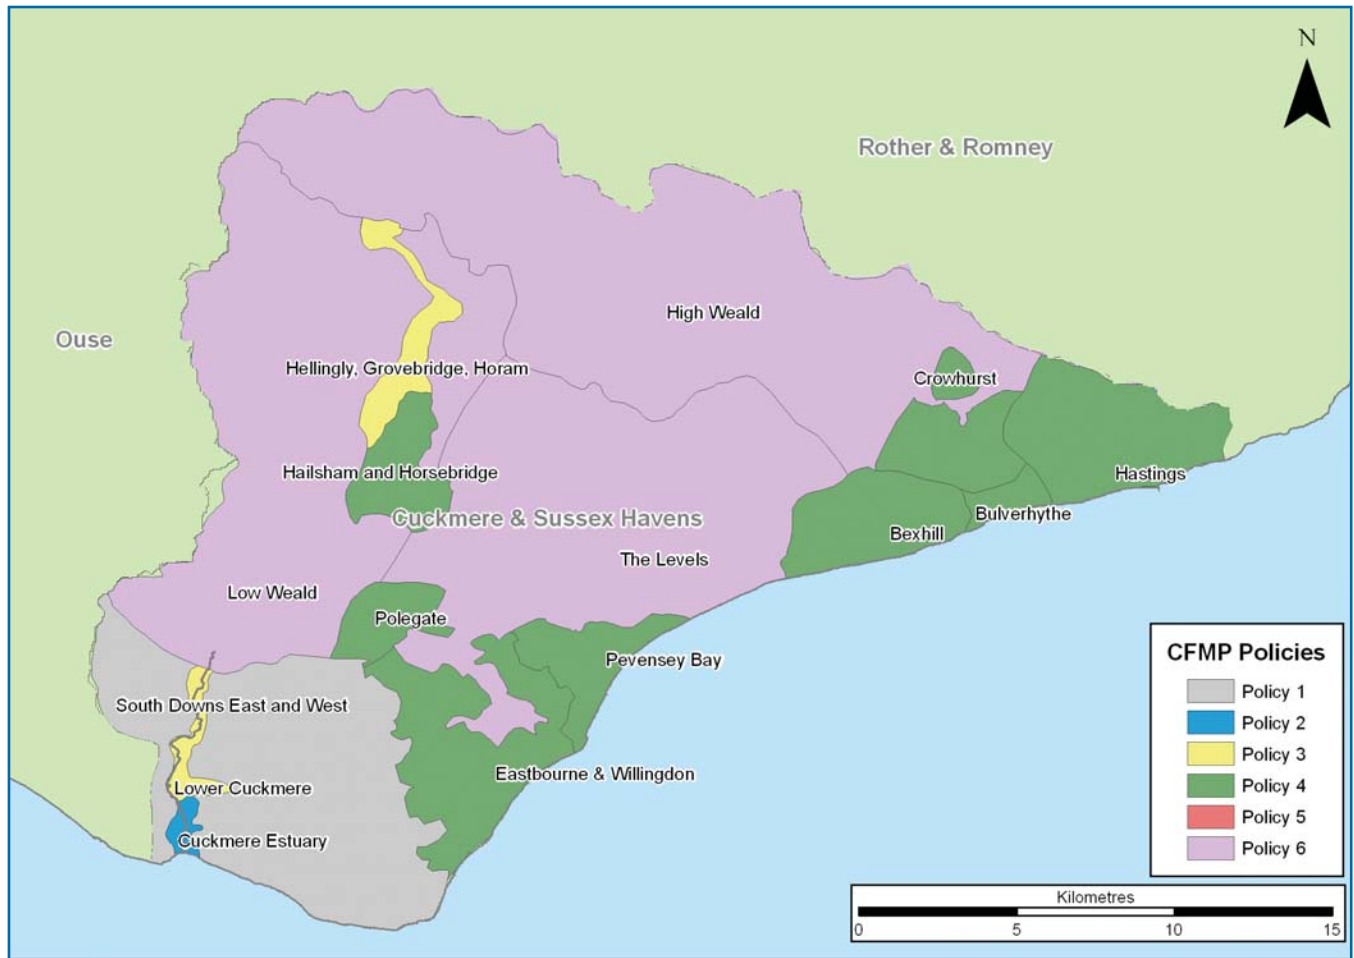 N
Rother & Romney
High Weald
Ouse
Hellingly, Grovebridge, Horam
Crowhurst
Hailsham and Horsebridge
Hastings
Cuckmere & Sussex Havens
Bulverhythe
Bexhill
The Levels
Low Weald
Polegate
Pevensey Bay
South Downs East and West
Eastbourne & Willingdon
Lower Cuckmere
Cuckmere Estuary
CFMP Policies
Policy 1
Policy 2
Policy 3
Policy 4
Policy 5
Policy 6
Kilometres
0 5 10 15